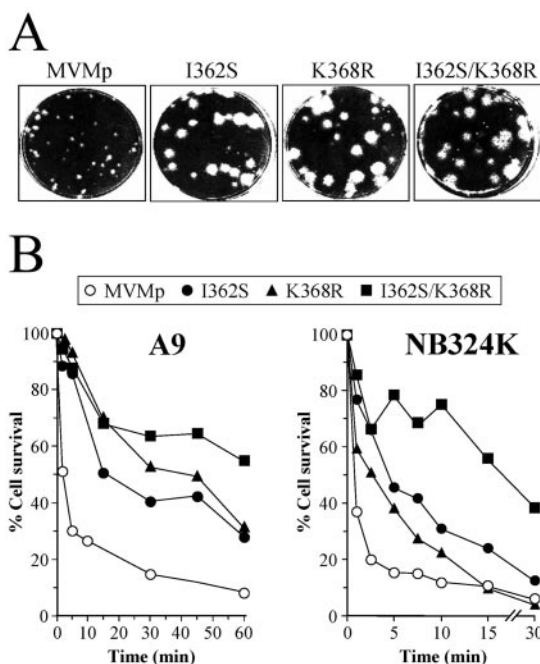 A
MVMp I362S K368R I362S/K368R
B
MVMp I362S K368R I362S/K368R
A9
% Cell survival
100
80
60
40
20
0
0 10 20 30 40 50 60
Time (min)
NB324K
% Cell survival
100
80
60
40
20
0
0 5 10 15 30
Time (min)